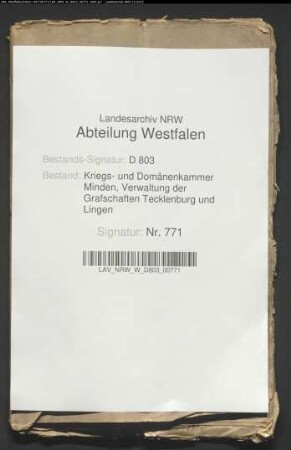 Landesarchiv NRW
Abteilung Westfalen
Bestands-Signatur: D 803
Bestand: Kriegs- und Domänenkammer
Minden, Verwaltung der
Grafschaften Tecklenburg und
Lingen
Signatur: Nr. 771
LAV_NRW_W_D803_00771